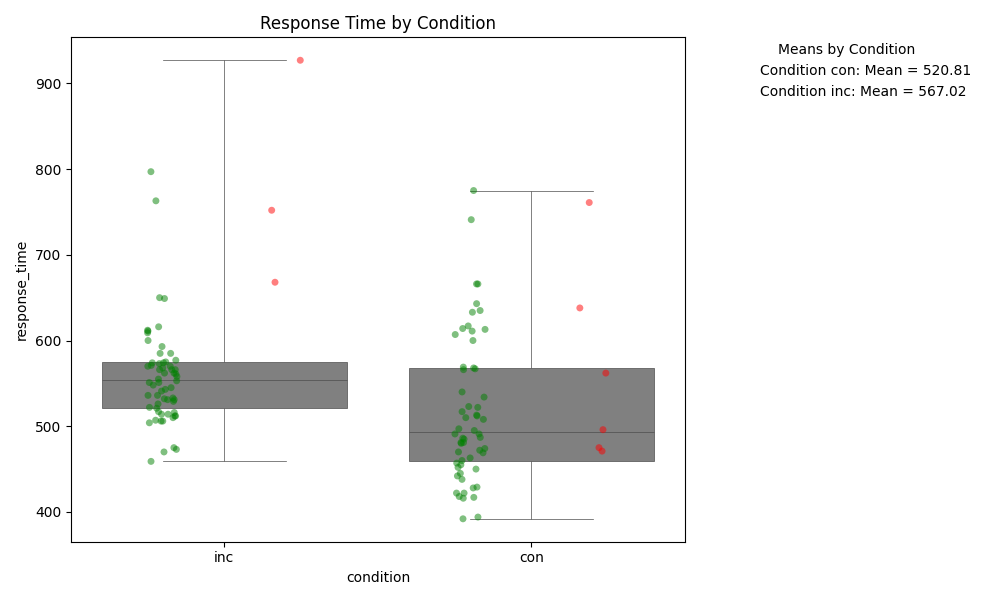 Response Time by Condition
Means by Condition
Condition con: Mean = 520.81
Condition inc: Mean = 567.02
900
800
700
600
500
400
response_time
inc
con
condition